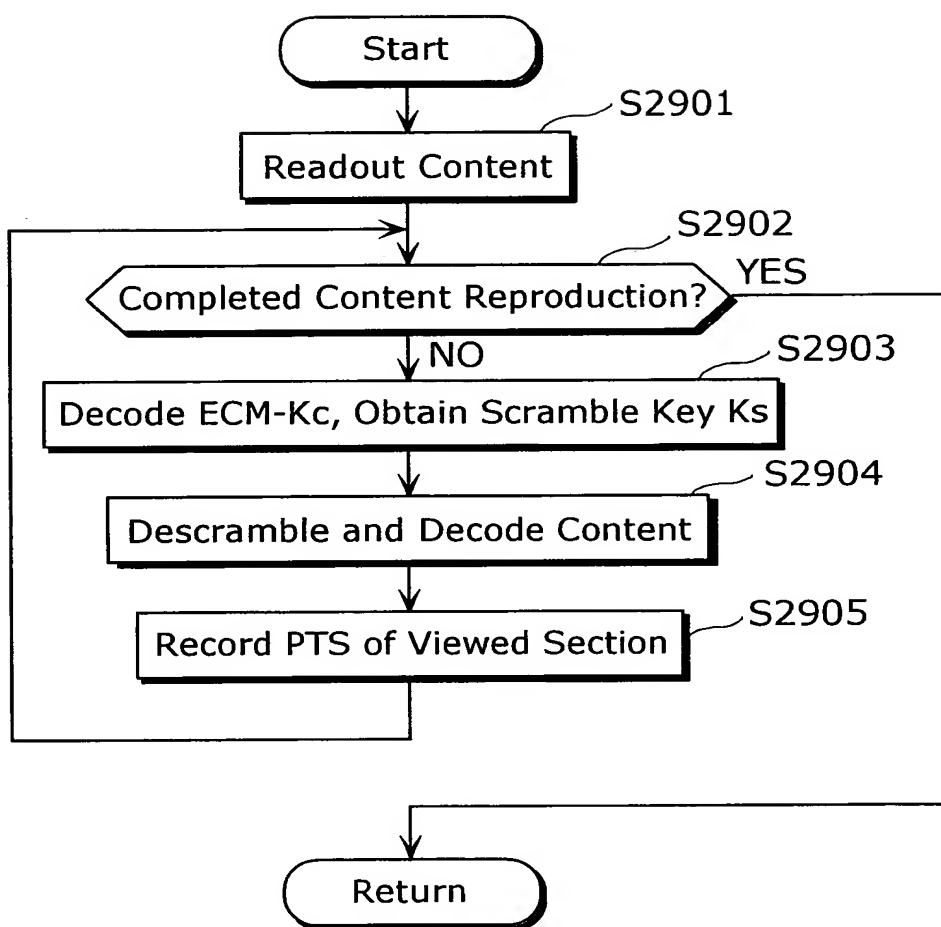 Start
S2901
Readout Content
S2902
Completed Content Reproduction?
YES
NO
S2903
Decode ECM-Kc, Obtain Scramble Key Ks
S2904
Descramble and Decode Content
S2905
Record PTS of Viewed Section
Return